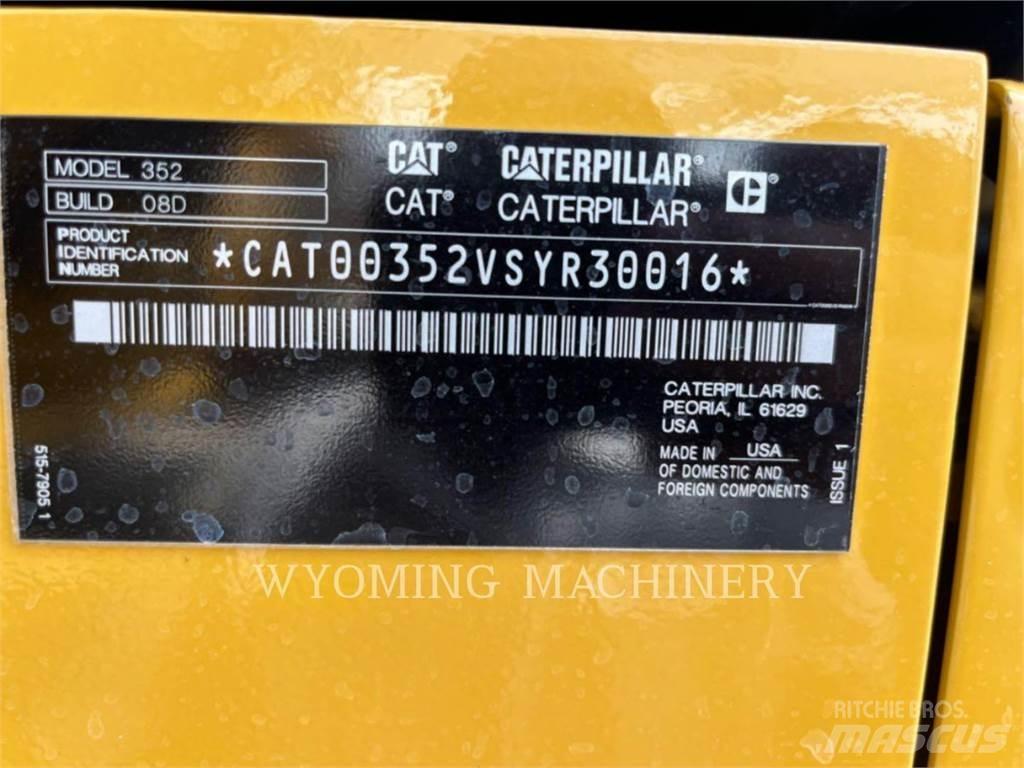 MODEL 352
BUILD 08D
CAT® CATERPILLAR®
CAT® CATERPILLAR® C®
PRODUCT
IDENTIFICATION
NUMBER
*CAT00352VSYR30016*
CATERPILLAR INC.
PEORIA, IL 61629
USA
MADE IN USA
OF DOMESTIC AND
FOREIGN COMPONENTS
515-7905 1
ISSUE 1
WYOMING MACHINERY
RITCHIE BROS.
MASCUS